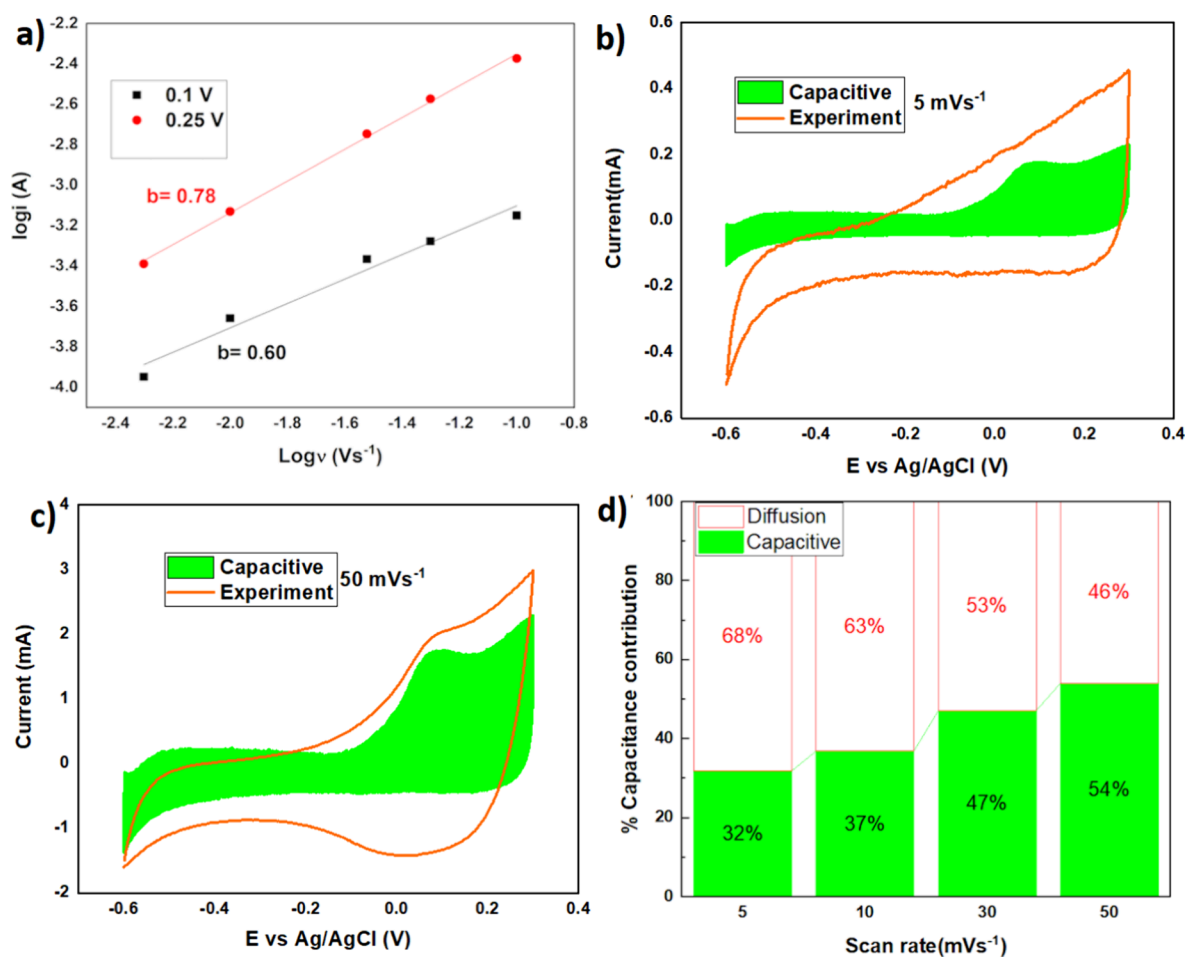 a)
-2.2
-2.4
-2.6
-2.8
-3.0
-3.2
-3.4
-3.6
-3.8
-4.0
logi (A)
0.1 V
0.25 V
b= 0.78
b= 0.60
-2.4 -2.2 -2.0 -1.8 -1.6 -1.4 -1.2 -1.0 -0.8
Logν (Vs⁻¹)
b)
0.6
0.4
0.2
0.0
-0.2
-0.4
-0.6
Current(mA)
Capacitive
Experiment
5 mVs⁻¹
-0.6 -0.4 -0.2 0.0 0.2 0.4
E vs Ag/AgCl (V)
c)
4
3
2
1
0
-1
-2
Current (mA)
Capacitive
Experiment
50 mVs⁻¹
-0.6 -0.4 -0.2 0.0 0.2 0.4
E vs Ag/AgCl (V)
d)
100
80
60
40
20
0
% Capacitance contribution
Diffusion
Capacitive
68% 63% 53% 46%
32% 37% 47% 54%
5 10 30 50
Scan rate(mVs⁻¹)